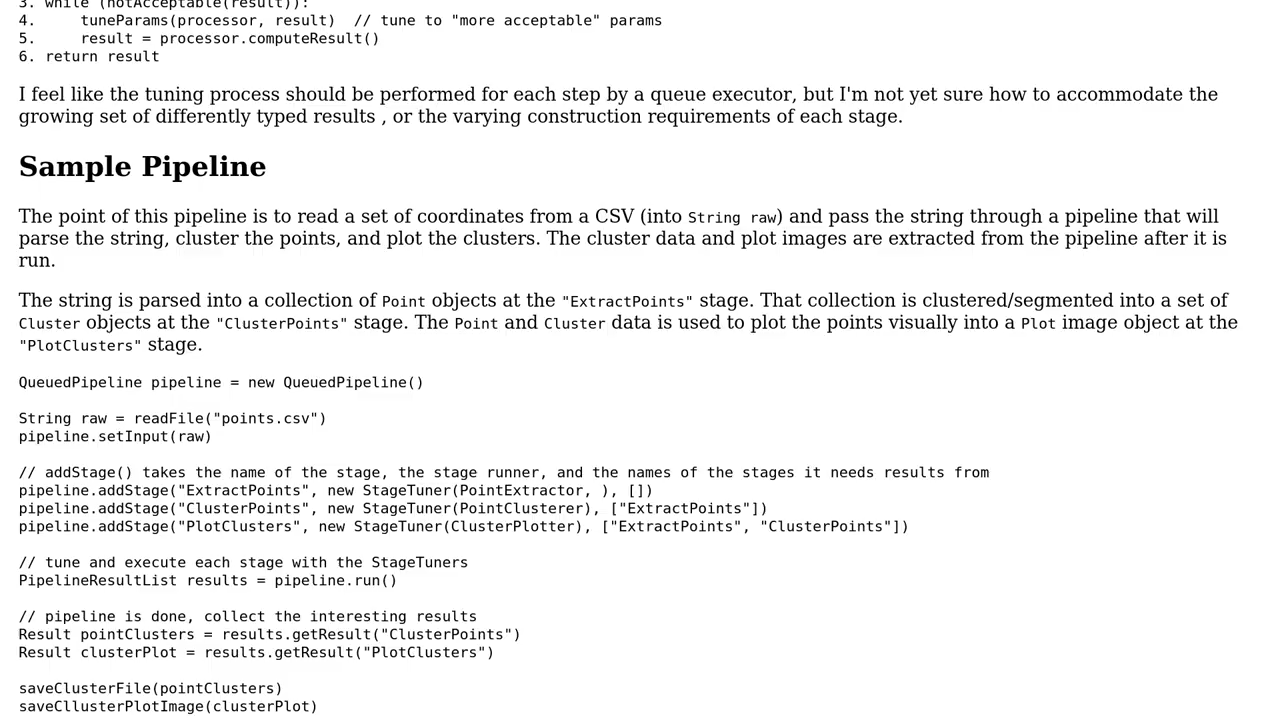 3. while (notAcceptable(result)):
4.     tuneParams(processor, result)  // tune to "more acceptable" params
5.     result = processor.computeResult()
6. return result
I feel like the tuning process should be performed for each step by a queue executor, but I'm not yet sure how to accommodate the
growing set of differently typed results , or the varying construction requirements of each stage.
Sample Pipeline
The point of this pipeline is to read a set of coordinates from a CSV (into String raw) and pass the string through a pipeline that will
parse the string, cluster the points, and plot the clusters. The cluster data and plot images are extracted from the pipeline after it is
run.
The string is parsed into a collection of Point objects at the "ExtractPoints" stage. That collection is clustered/segmented into a set of
Cluster objects at the "ClusterPoints" stage. The Point and Cluster data is used to plot the points visually into a Plot image object at the
"PlotClusters" stage.
QueuedPipeline pipeline = new QueuedPipeline()
String raw = readFile("points.csv")
pipeline.setInput(raw)
// addStage() takes the name of the stage, the stage runner, and the names of the stages it needs results from
pipeline.addStage("ExtractPoints", new StageTuner(PointExtractor, ), [])
pipeline.addStage("ClusterPoints", new StageTuner(PointClusterer), ["ExtractPoints"])
pipeline.addStage("PlotClusters", new StageTuner(ClusterPlotter), ["ExtractPoints", "ClusterPoints"])
// tune and execute each stage with the StageTuners
PipelineResultList results = pipeline.run()
// pipeline is done, collect the interesting results
Result pointClusters = results.getResult("ClusterPoints")
Result clusterPlot = results.getResult("PlotClusters")
saveClusterFile(pointClusters)
saveCllusterPlotImage(clusterPlot)